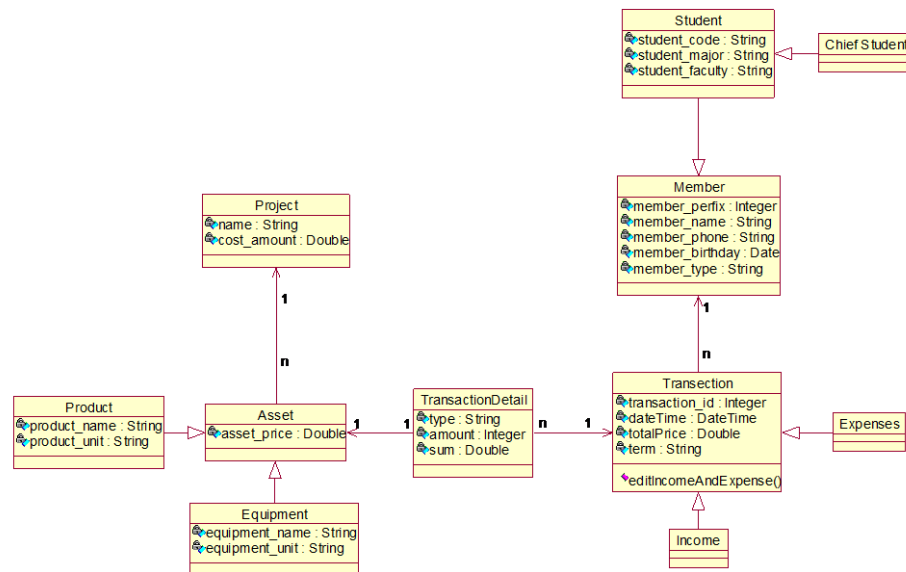 Student
student_code : String
student_major : String
student_faculty : String
Chief Student
Member
member_perfix : Integer
member_name : String
member_phone : String
member_birthday : Date
member_type : String
Project
name : String
cost_amount : Double
1
n
1
n
Product
product_name : String
product_unit : String
Asset
asset_price : Double
1
1
TransactionDetail
type : String
amount : Integer
sum : Double
n
1
Transection
transaction_id : Integer
dateTime : DateTime
totalPrice : Double
term : String
editIncomeAndExpense()
Expenses
Equipment
equipment_name : String
equipment_unit : String
Income